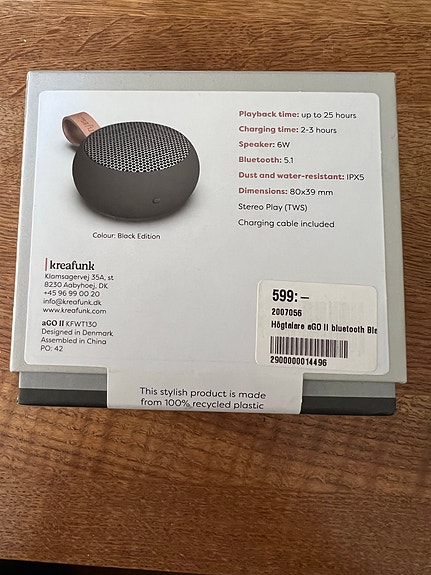 Playback time: up to 25 hours
Charging time: 2-3 hours
Speaker: 6W
Bluetooth: 5.1
Dust and water-resistant: IPX5
Dimensions: 80x39 mm
Stereo Play (TWS)
Charging cable included
Colour: Black Edition
kreafunk
Klamsagervej 35A, st
8230 Aabyhoej, DK
+45 96 99 00 20
info@kreafunk.dk
www.kreafunk.com
aGO II KFWT130
Designed in Denmark
Assembled in China
PO: 42
599:-
2007056
Högtalare aGO II bluetooth Ble
2900000014496
This stylish product is made
from 100% recycled plastic